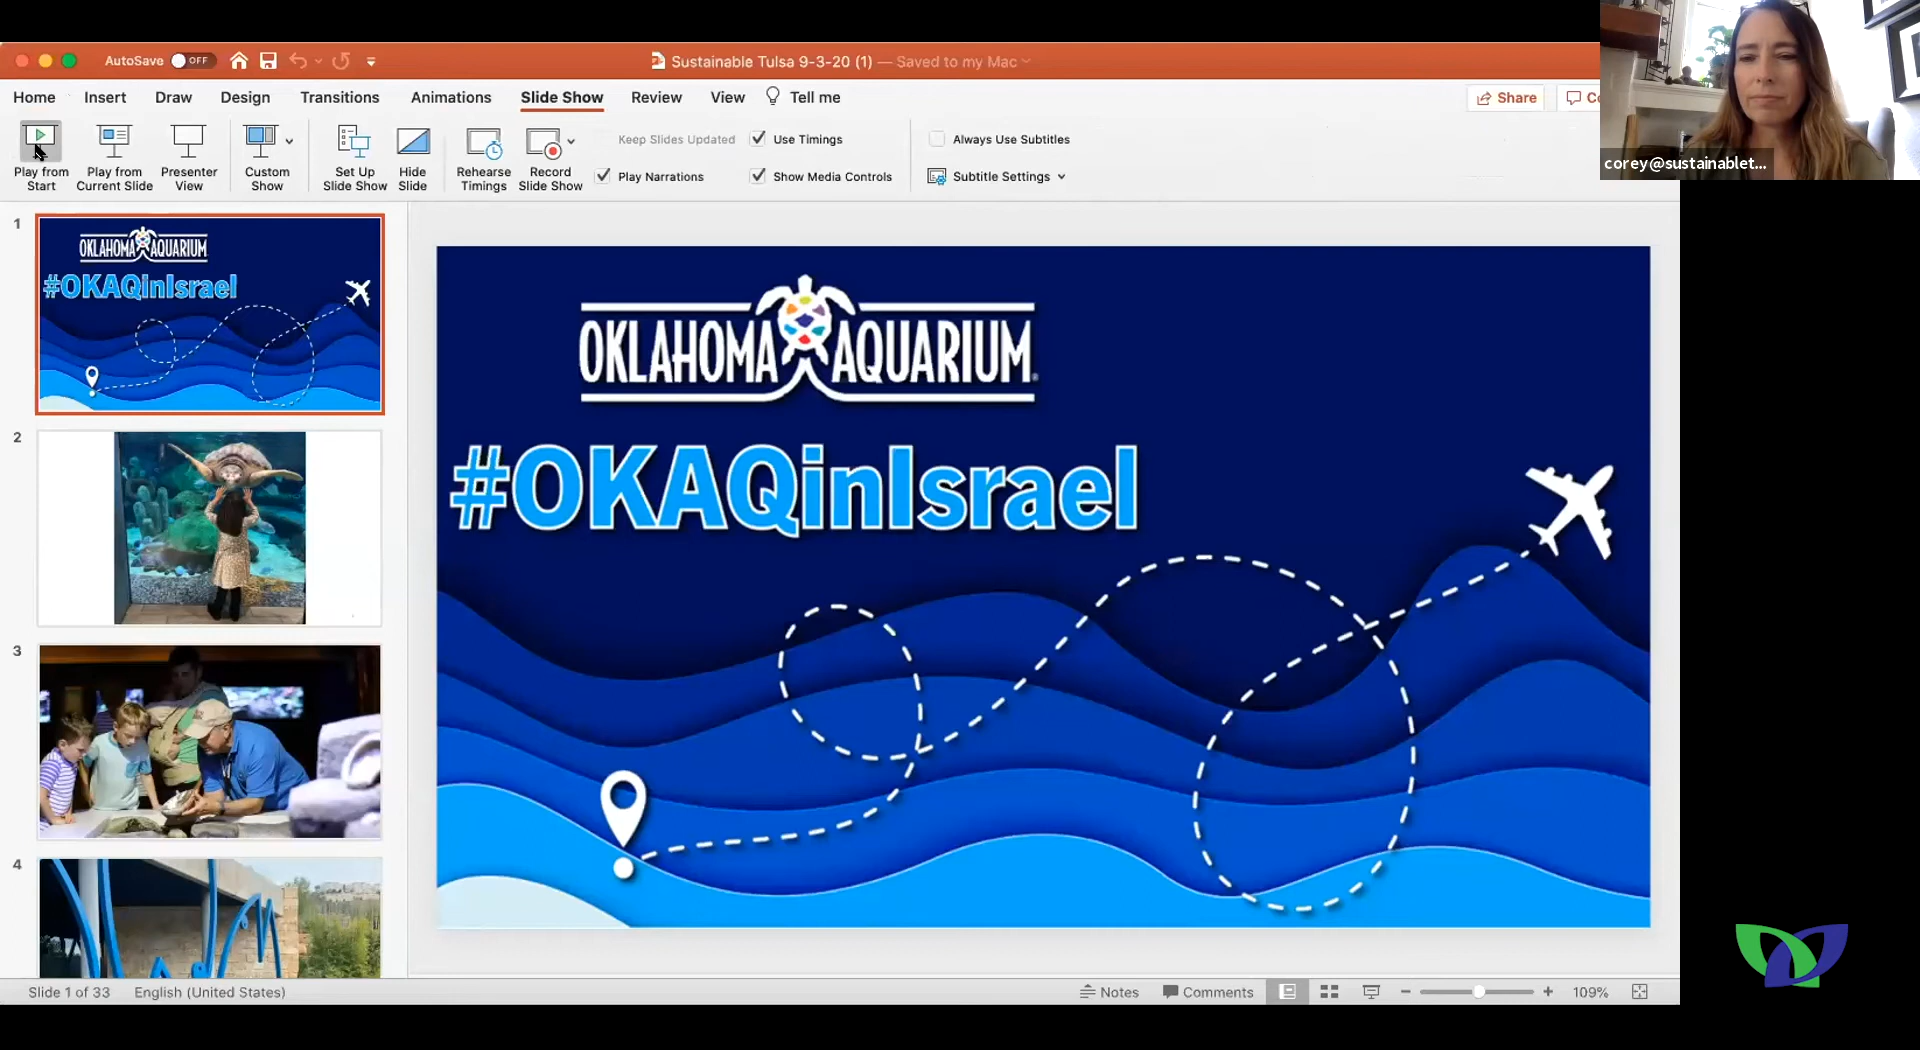 AutoSave OFF
Sustainable Tulsa 9-3-20 (1) — Saved to my Mac
Home Insert Draw Design Transitions Animations Slide Show Review View Tell me
Share
Co
Play from Start
Play from Current Slide
Presenter View
Custom Show
Set Up Slide Show
Hide Slide
Rehearse Timings
Record Slide Show
Keep Slides Updated
Play Narrations
Use Timings
Show Media Controls
Always Use Subtitles
Subtitle Settings
corey@sustainablet...
1
OKLAHOMA AQUARIUM
#OKAQinIsrael
2
3
4
OKLAHOMA AQUARIUM
#OKAQinIsrael
Slide 1 of 33 English (United States)
Notes Comments 109%